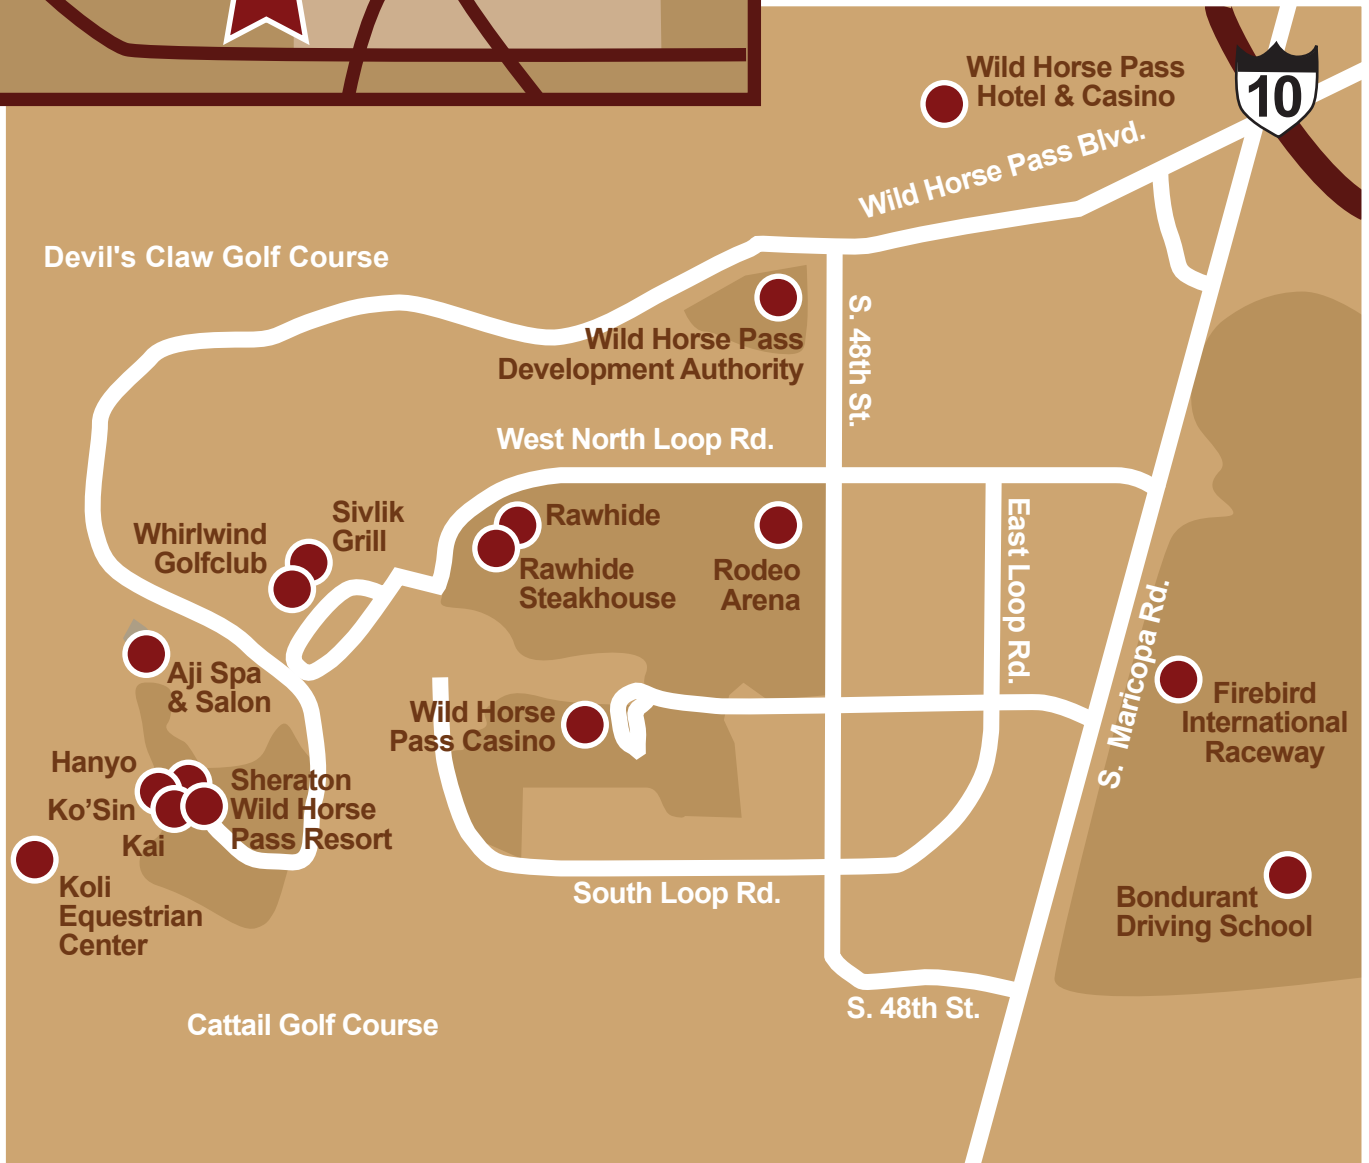 Wild Horse Pass
Hotel & Casino
10
Wild Horse Pass Blvd.
Devil's Claw Golf Course
S. 48th St.
Wild Horse Pass
Development Authority
West North Loop Rd.
Sivlik
Grill
Whirlwind
Golfclub
Rawhide
Rawhide
Steakhouse
Rodeo
Arena
East Loop Rd.
S. Maricopa Rd.
Aji Spa
& Salon
Wild Horse
Pass Casino
Firebird
International
Raceway
Hanyo
Ko’Sin
Kai
Sheraton
Wild Horse
Pass Resort
Koli
Equestrian
Center
South Loop Rd.
Bondurant
Driving School
S. 48th St.
Cattail Golf Course